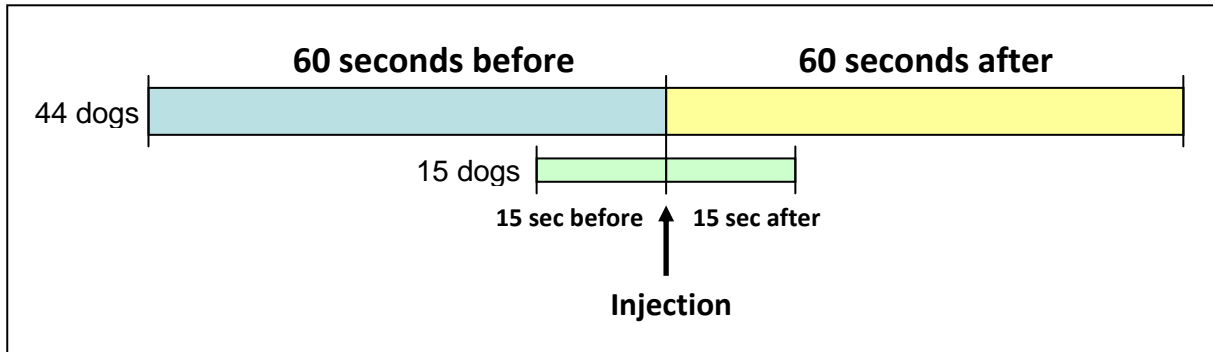 60 seconds before 60 seconds after
44 dogs
15 dogs
15 sec before 15 sec after
Injection